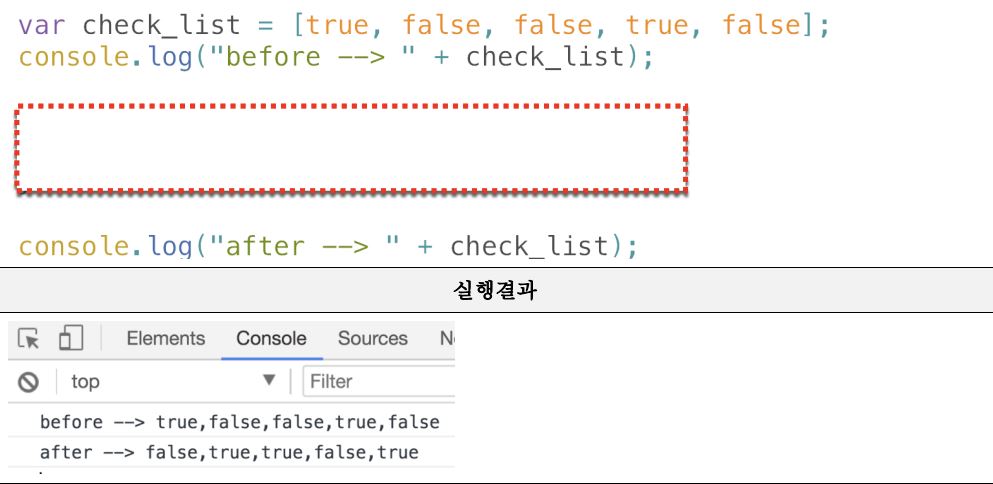 var check_list = [true, false, false, true, false];
console.log("before --> " + check_list);
console.log("after --> " + check_list);
실행결과
Elements Console Sources
top Filter
before --> true,false,false,true,false
after --> false,true,true,false,true